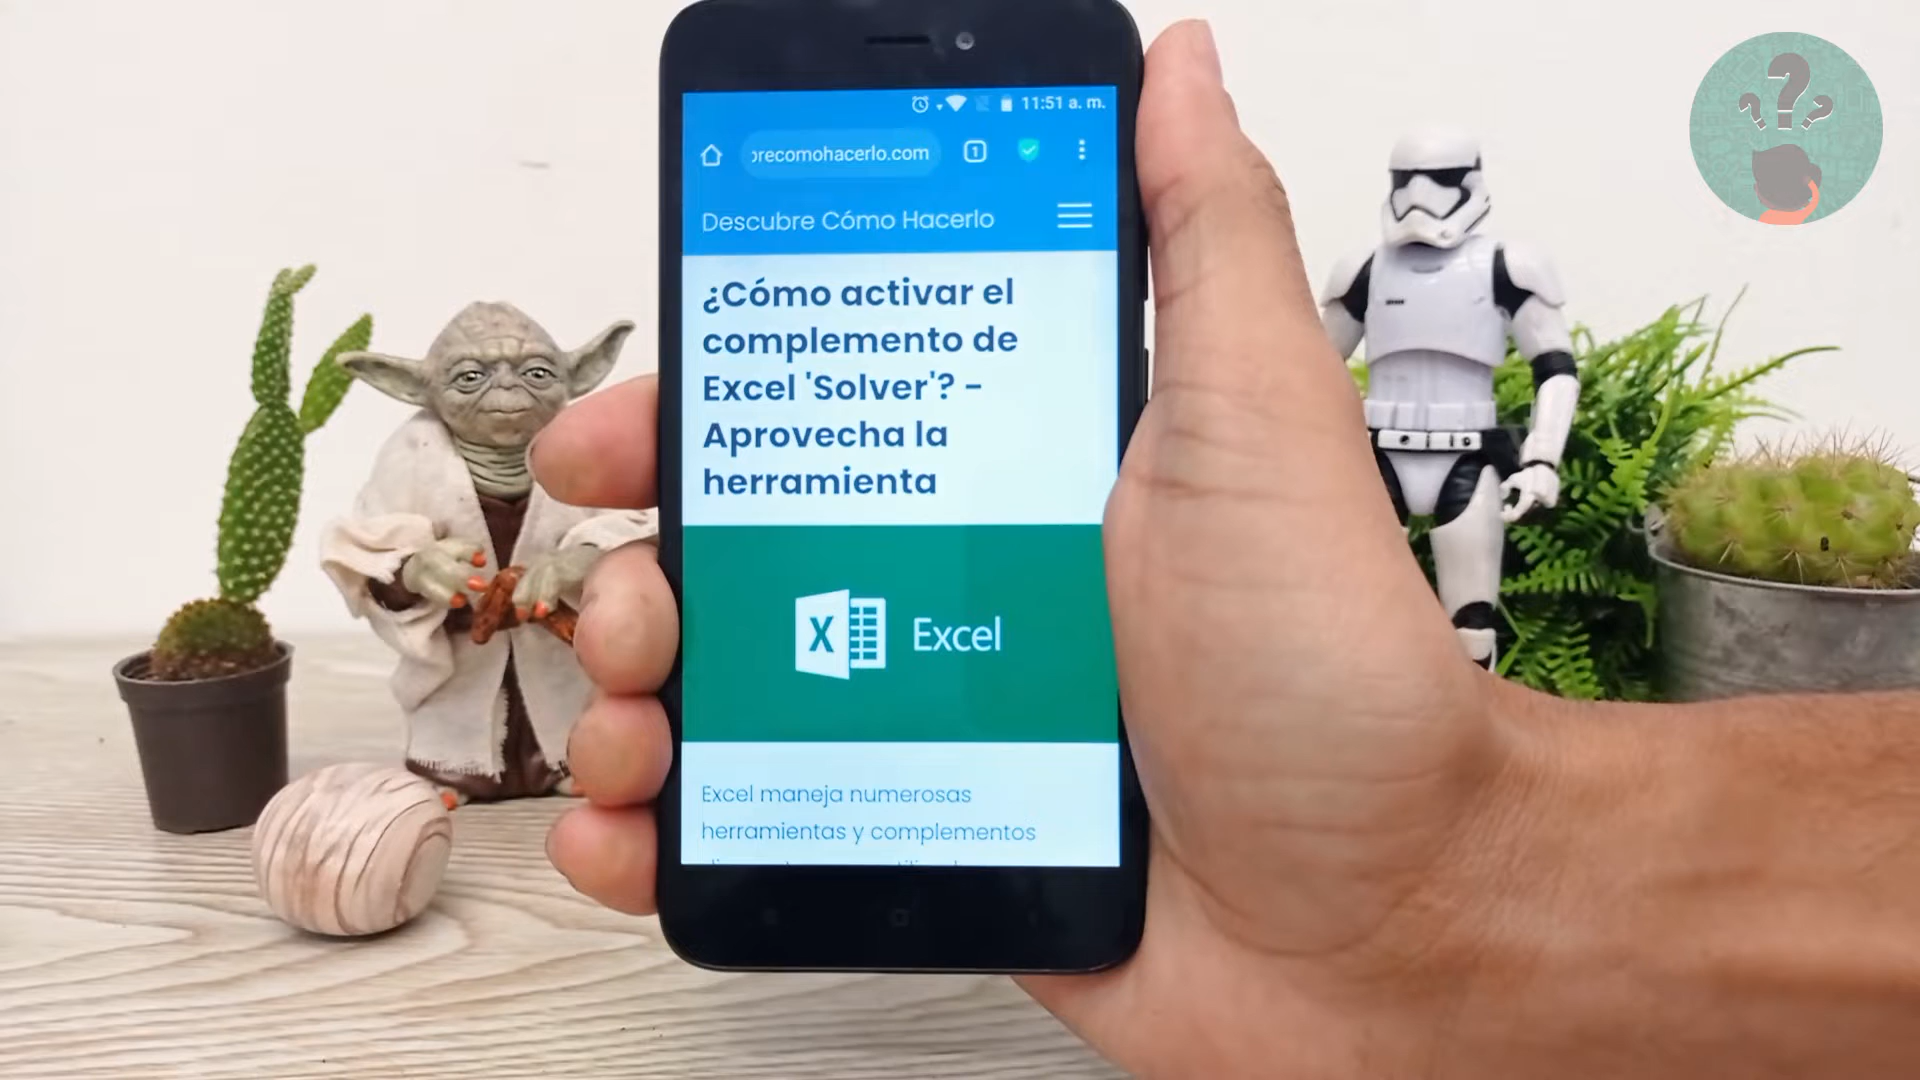 11:51 a. m.
recomohacerlo.com
1
Descubre Cómo Hacerlo
¿Cómo activar el
complemento de
Excel 'Solver'? -
Aprovecha la
herramienta
X Excel
Excel maneja numerosas
herramientas y complementos